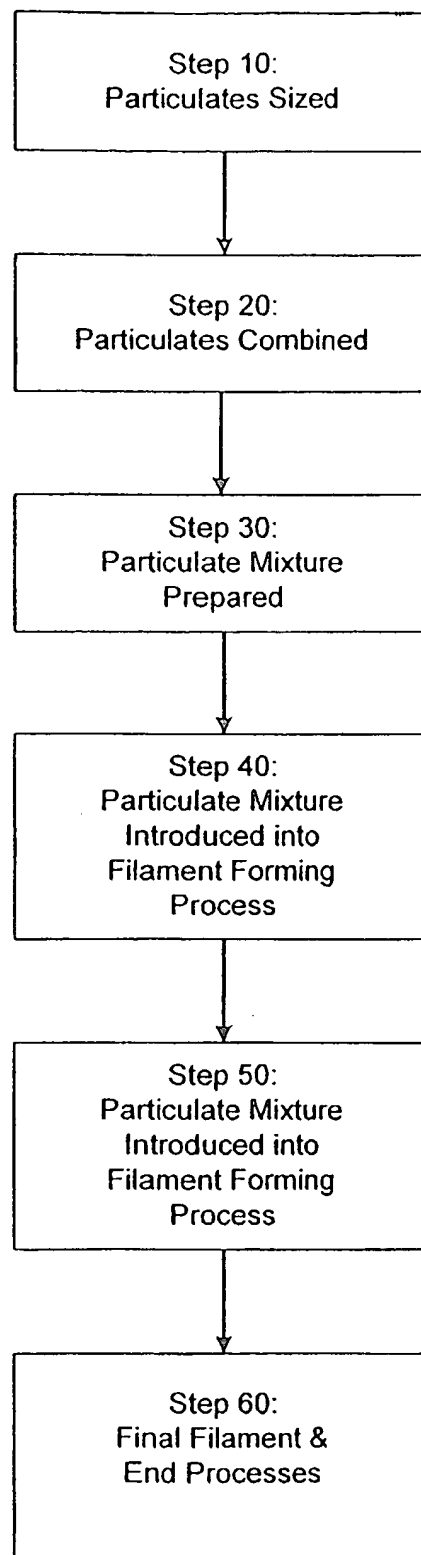 Step 10:
Particulates Sized
Step 20:
Particulates Combined
Step 30:
Particulate Mixture
Prepared
Step 40:
Particulate Mixture
Introduced into
Filament Forming
Process
Step 50:
Particulate Mixture
Introduced into
Filament Forming
Process
Step 60:
Final Filament &
End Processes